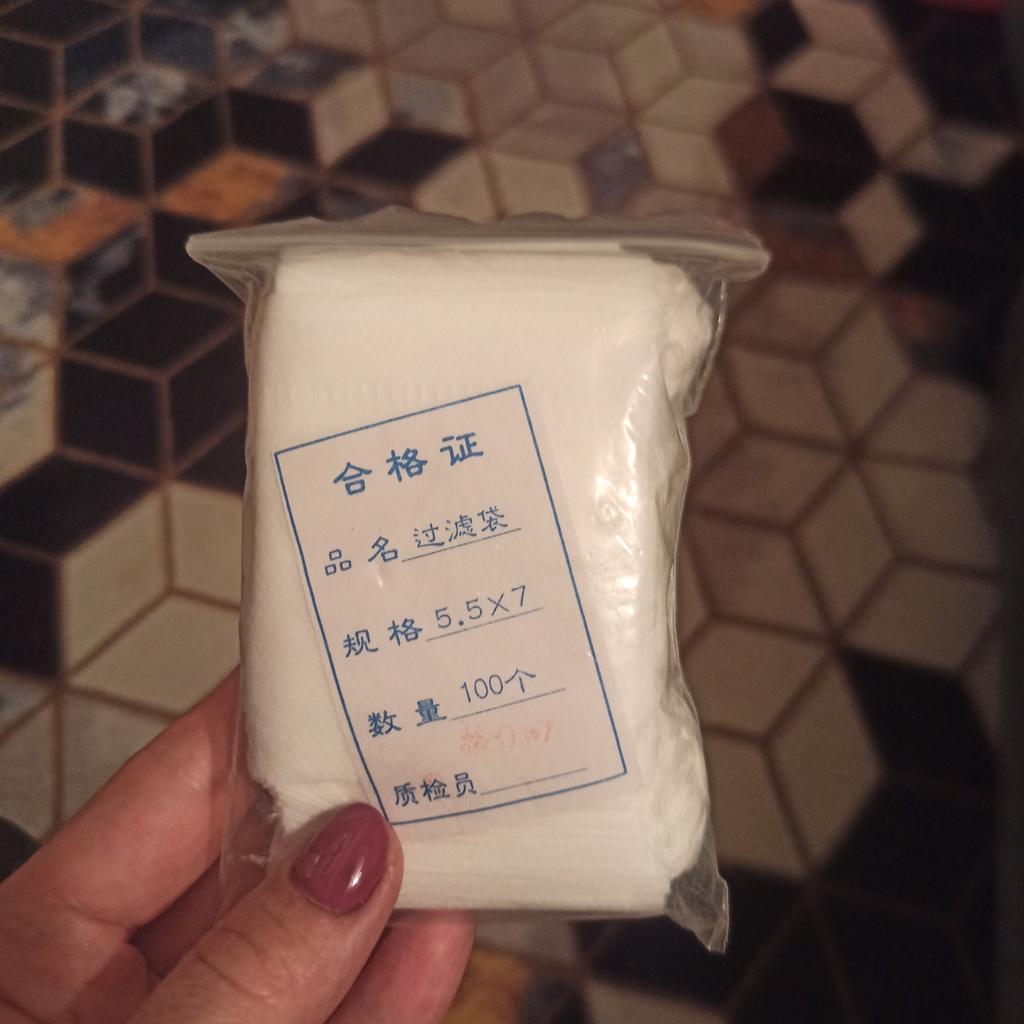 合格证
品名 过滤袋
规格 5.5×7
数量 100个
质检员